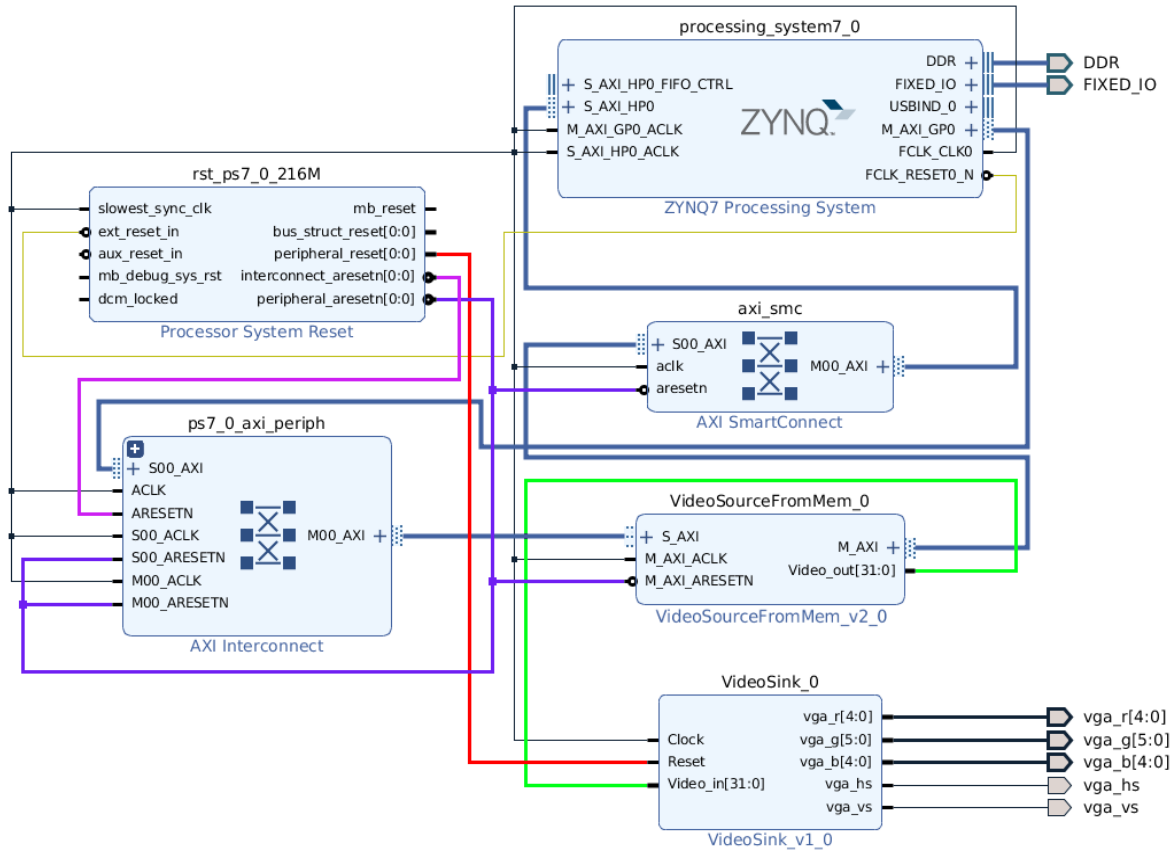 processing_system7_0
S_AXI_HP0_FIFO_CTRL
S_AXI_HP0
M_AXI_GP0_ACLK
S_AXI_HP0_ACLK
ZYNQ
DDR
FIXED_IO
USBIND_0
M_AXI_GP0
FCLK_CLK0
FCLK_RESET0_N
ZYNQ7 Processing System
DDR
FIXED_IO
rst_ps7_0_216M
slowest_sync_clk
ext_reset_in
aux_reset_in
mb_debug_sys_rst
dcm_locked
mb_reset
bus_struct_reset[0:0]
peripheral_reset[0:0]
interconnect_aresetn[0:0]
peripheral_aresetn[0:0]
Processor System Reset
axi_smc
S00_AXI
aclk
aresetn
M00_AXI
AXI SmartConnect
ps7_0_axi_periph
S00_AXI
ACLK
ARESETN
S00_ACLK
S00_ARESETN
M00_ACLK
M00_ARESETN
M00_AXI
AXI Interconnect
VideoSourceFromMem_0
S_AXI
M_AXI_ACLK
M_AXI_ARESETN
M_AXI
Video_out[31:0]
VideoSourceFromMem_v2_0
VideoSink_0
Clock
Reset
Video_in[31:0]
vga_r[4:0]
vga_g[5:0]
vga_b[4:0]
vga_hs
vga_vs
VideoSink_v1_0
vga_r[4:0]
vga_g[5:0]
vga_b[4:0]
vga_hs
vga_vs